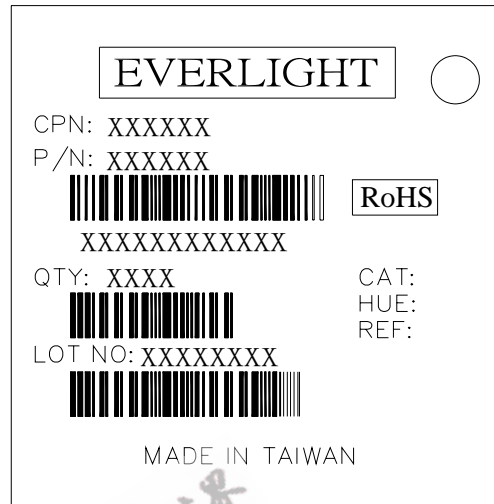 EVERLIGHT
CPN: XXXXXX
P/N: XXXXXX
RoHS
XXXXXXXXXXXX
QTY: XXXX
CAT:
HUE:
REF:
LOT NO: XXXXXXXX
MADE IN TAIWAN